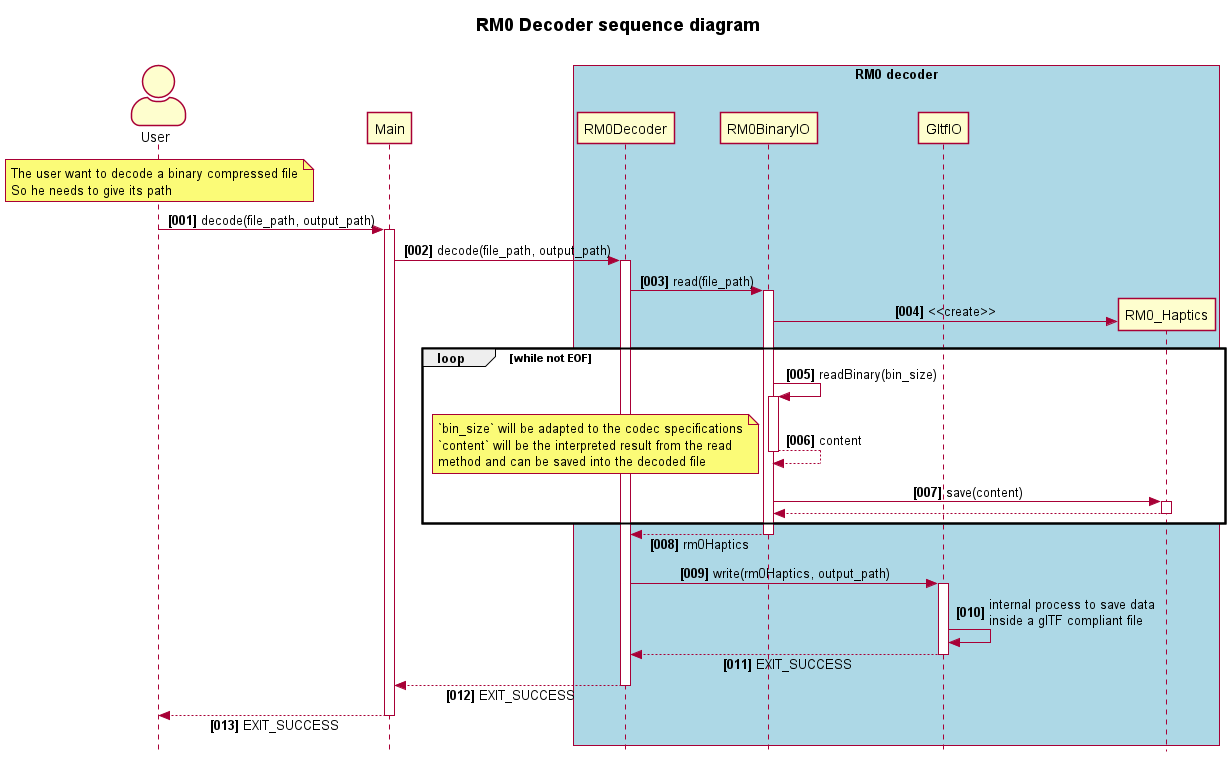 RM0 Decoder sequence diagram
RM0 decoder
User
Main
RM0Decoder
RM0BinaryIO
GltfIO
The user want to decode a binary compressed file
So he needs to give its path
[001] decode(file_path, output_path)
[002] decode(file_path, output_path)
[003] read(file_path)
[004] <<create>>
RM0_Haptics
loop [while not EOF]
[005] readBinary(bin_size)
`bin_size` will be adapted to the codec specifications
`content` will be the interpreted result from the read
method and can be saved into the decoded file
[006] content
[007] save(content)
[008] rm0Haptics
[009] write(rm0Haptics, output_path)
[010] internal process to save data
inside a glTF compliant file
[011] EXIT_SUCCESS
[012] EXIT_SUCCESS
[013] EXIT_SUCCESS